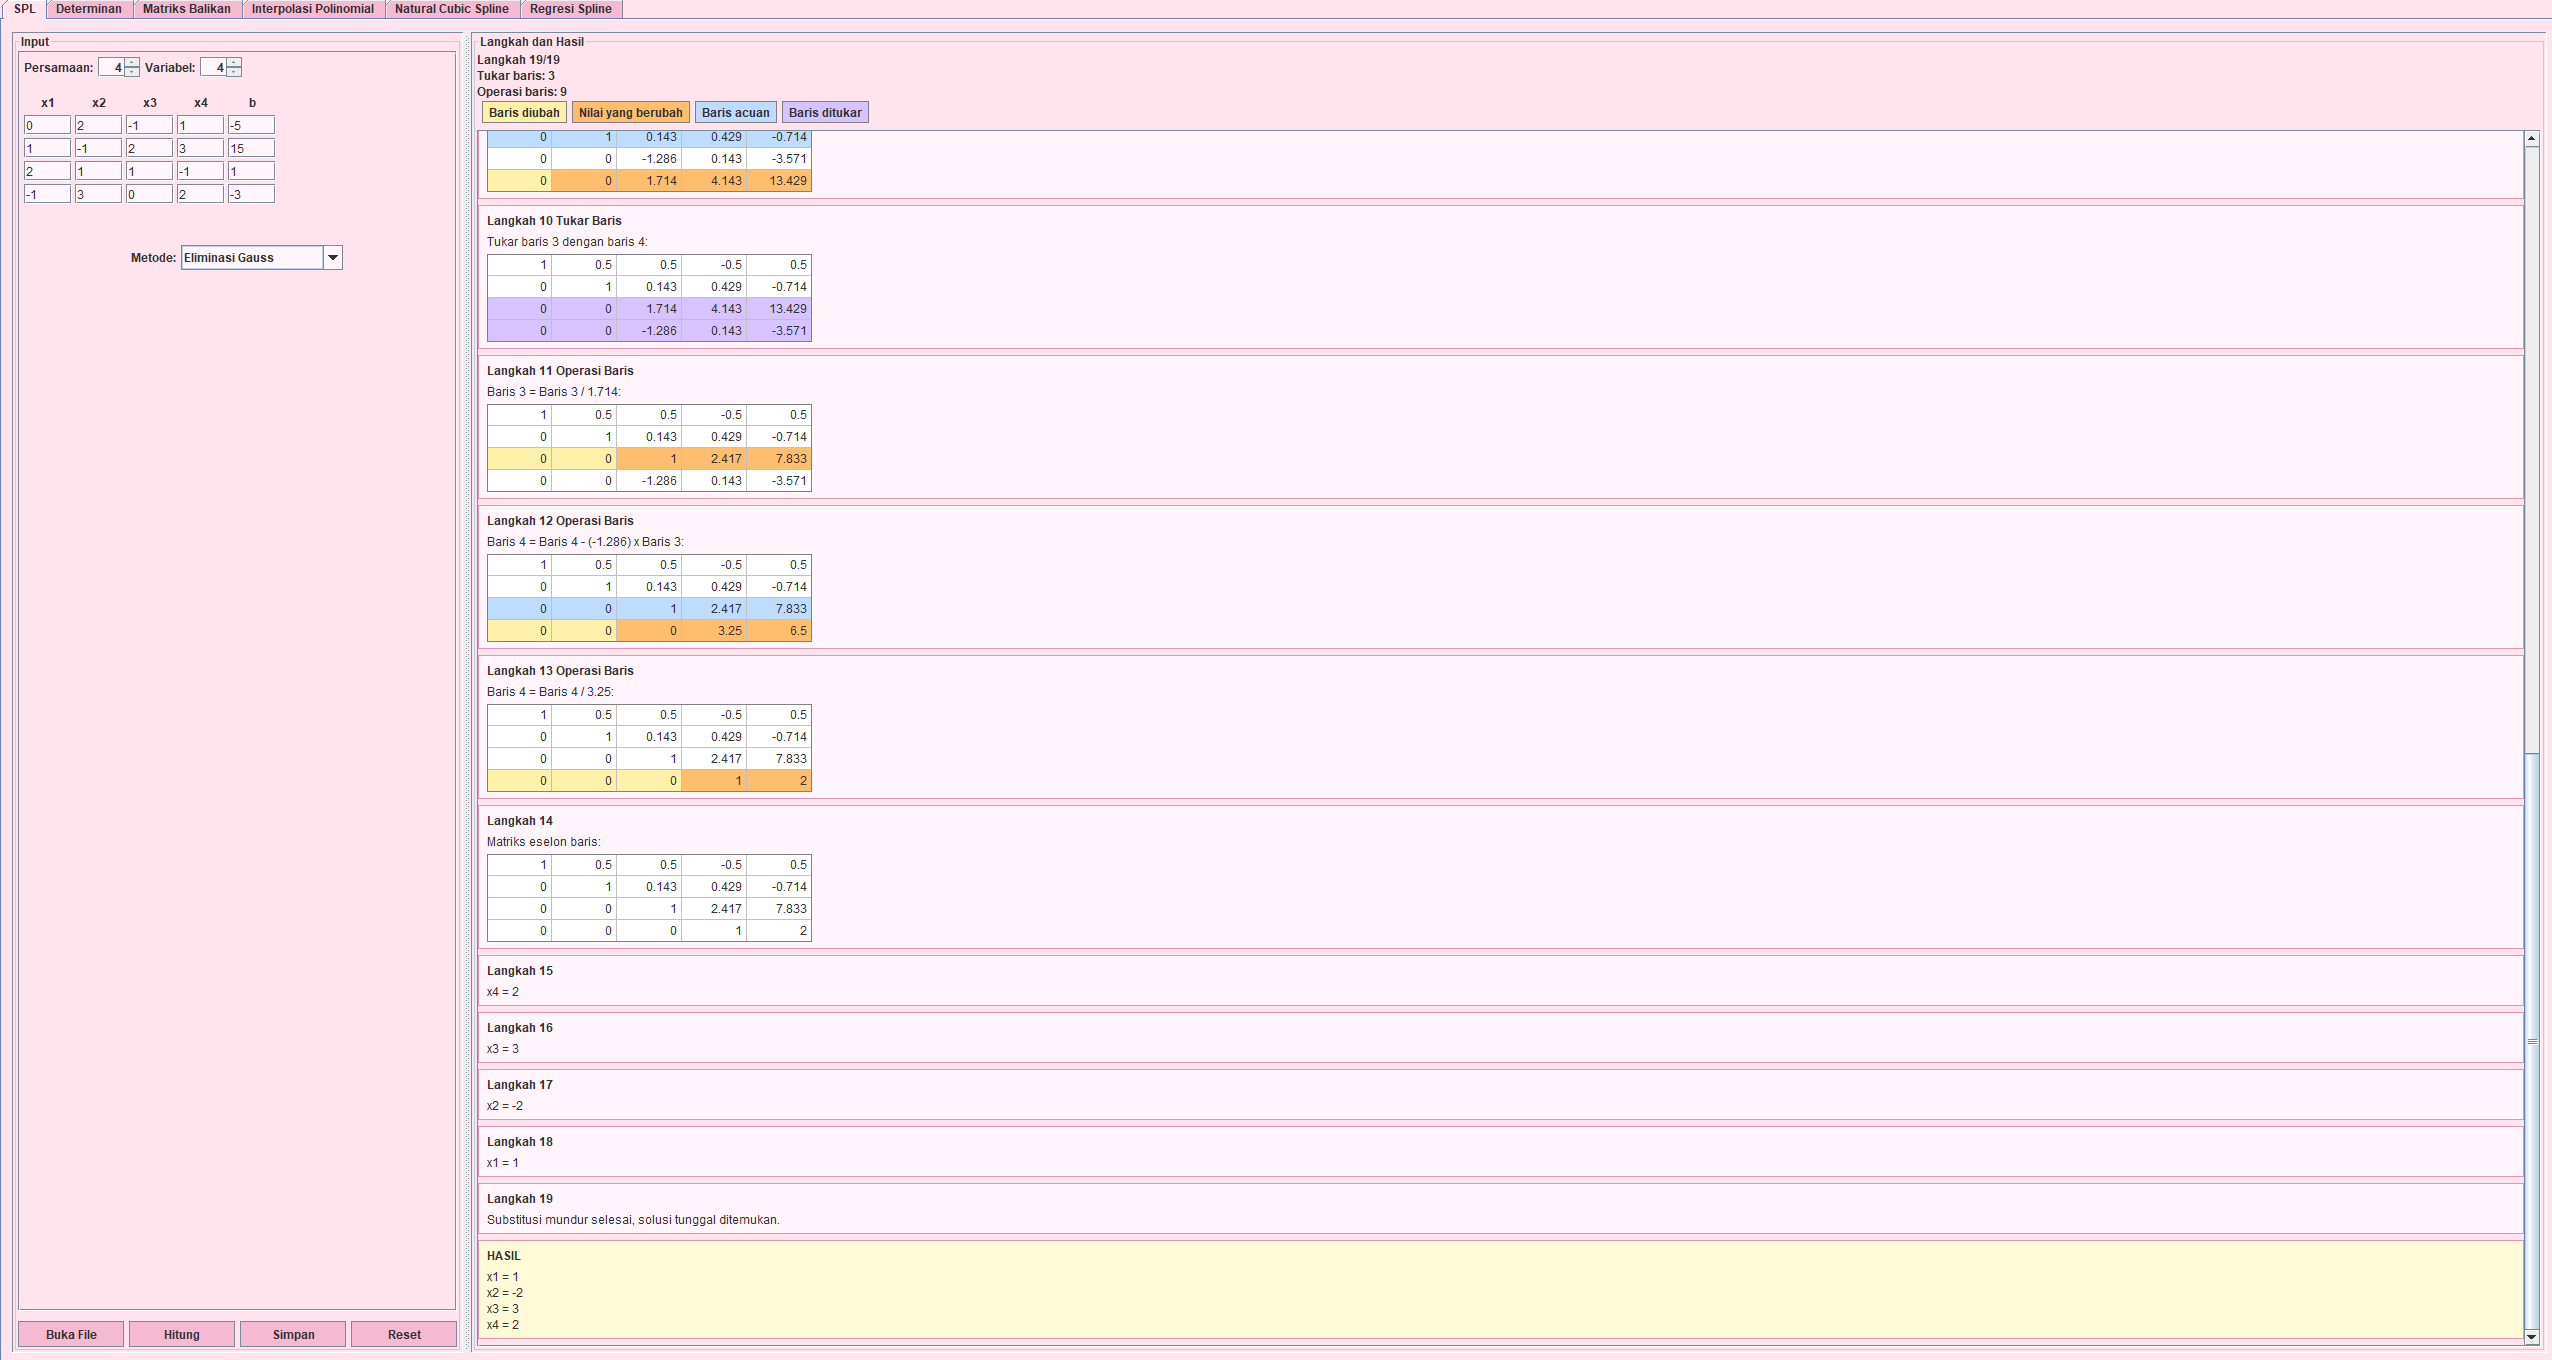 SPL Determinan Matriks Balikan Interpolasi Polinomial Natural Cubic Spline Regresi Spline
Input
Persamaan: 4 Variabel: 4
x1 x2 x3 x4 b
0 2 -1 1 -5
1 -1 2 3 15
2 1 1 -1 1
-1 3 0 2 -3
Metode: Eliminasi Gauss
Buka File Hitung Simpan Reset
Langkah dan Hasil
Langkah 19/19
Tukar baris: 3
Operasi baris: 9
Baris diubah Nilai yang berubah Baris acuan Baris ditukar
0 1 0.143 0.429 -0.714
0 0 -1.286 0.143 -3.571
0 0 1.714 4.143 13.429
Langkah 10 Tukar Baris
Tukar baris 3 dengan baris 4:
1 0.5 0.5 -0.5 0.5
0 1 0.143 0.429 -0.714
0 0 1.714 4.143 13.429
0 0 -1.286 0.143 -3.571
Langkah 11 Operasi Baris
Baris 3 = Baris 3 / 1.714:
1 0.5 0.5 -0.5 0.5
0 1 0.143 0.429 -0.714
0 0 1 2.417 7.833
0 0 -1.286 0.143 -3.571
Langkah 12 Operasi Baris
Baris 4 = Baris 4 - (-1.286) x Baris 3:
1 0.5 0.5 -0.5 0.5
0 1 0.143 0.429 -0.714
0 0 1 2.417 7.833
0 0 0 3.25 6.5
Langkah 13 Operasi Baris
Baris 4 = Baris 4 / 3.25:
1 0.5 0.5 -0.5 0.5
0 1 0.143 0.429 -0.714
0 0 1 2.417 7.833
0 0 0 1 2
Langkah 14
Matriks eselon baris:
1 0.5 0.5 -0.5 0.5
0 1 0.143 0.429 -0.714
0 0 1 2.417 7.833
0 0 0 1 2
Langkah 15
x4 = 2
Langkah 16
x3 = 3
Langkah 17
x2 = -2
Langkah 18
x1 = 1
Langkah 19
Substitusi mundur selesai, solusi tunggal ditemukan.
HASIL
x1 = 1
x2 = -2
x3 = 3
x4 = 2